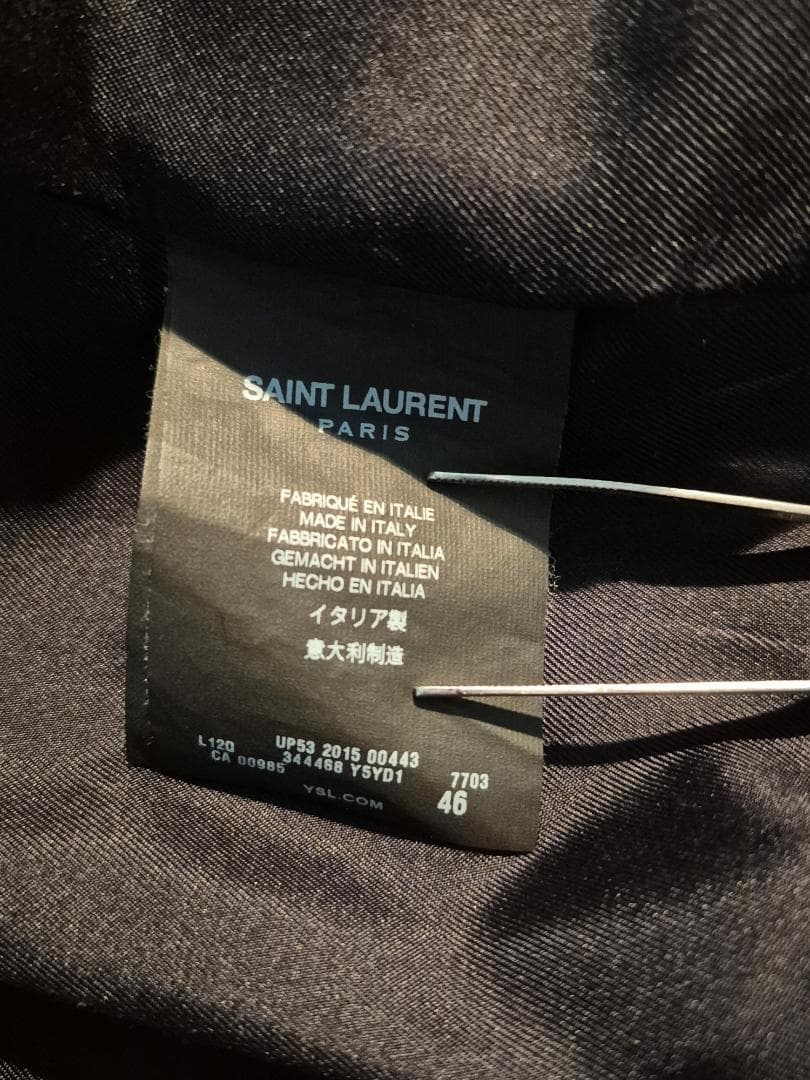 SAINT LAURENT
PARIS
FABRIQUÉ EN ITALIE
MADE IN ITALY
FABBRICATO IN ITALIA
GEMACHT IN ITALIEN
HECHO EN ITALIA
イタリア製
意大利制造
L120 UP53 2015 00443
CA 00985 344468 Y5YD1 7703
46
YSL.COM